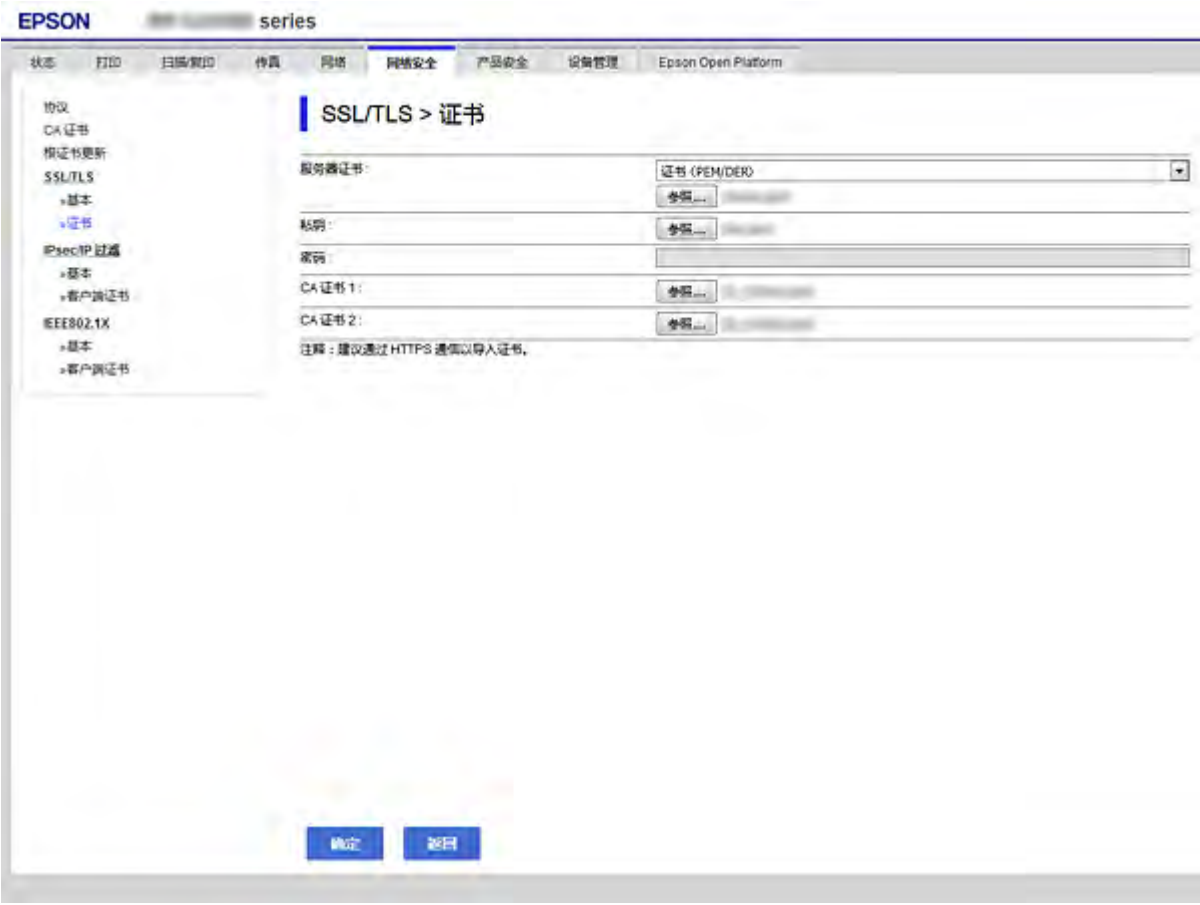 EPSON series
状态 打印 扫描/复印 传真 网络 网络安全 产品安全 设备管理 Epson Open Platform
协议
CA 证书
根证书更新
SSL/TLS
»基本
»证书
IPsec/IP 过滤
»基本
»客户端证书
IEEE802.1X
»基本
»客户端证书
SSL/TLS > 证书
服务器证书 : 证书 (PEM/DER)
参照...
私钥 : 参照...
密码 :
CA 证书 1 : 参照...
CA 证书 2 : 参照...
注释：建议通过 HTTPS 通信以导入证书。
确定 返回